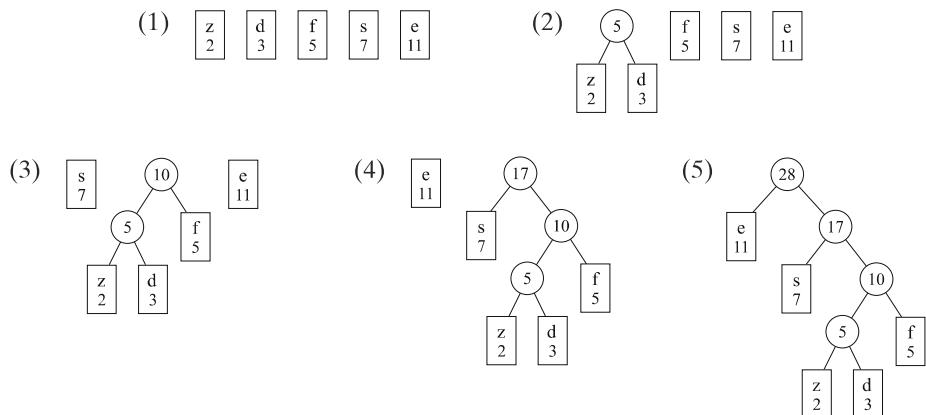 (1) z d f s e
2 3 5 7 11
(2) 5 f s e
5 7 11
z d
2 3
(3) s 10 e
7 11
5 f
5
z d
2 3
(4) e 17
11
s 10
7
5 f
5
z d
2 3
(5) 28
e 17
11
s 10
7
5 f
5
z d
2 3